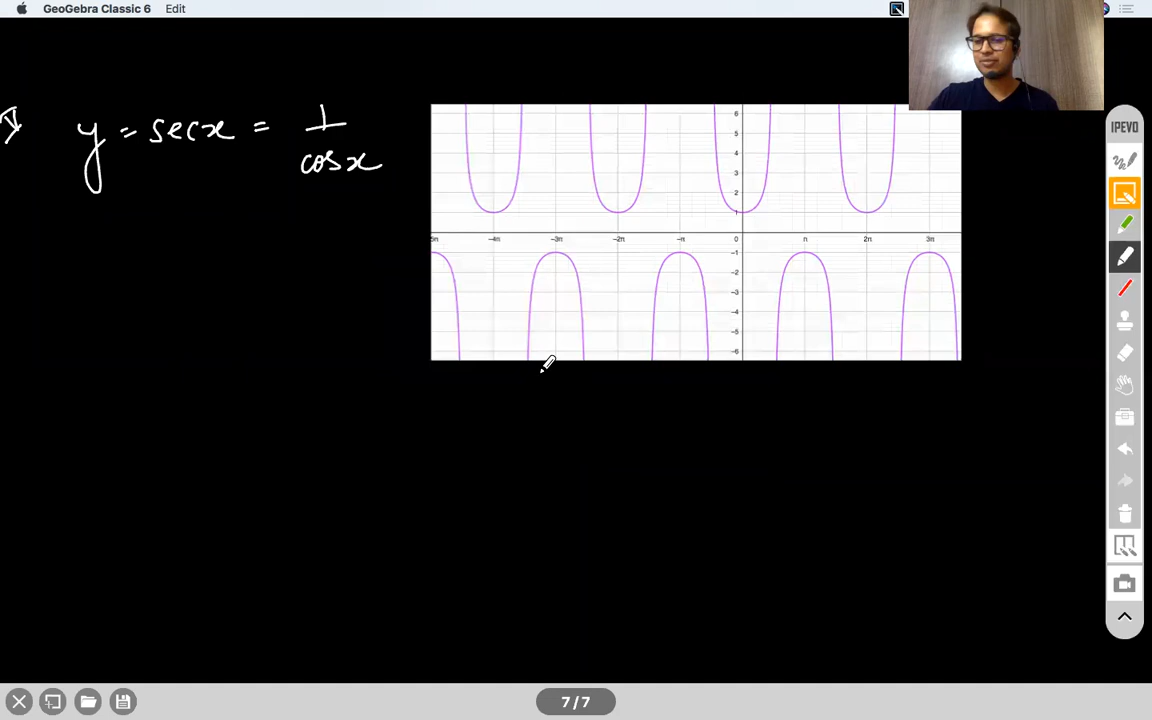 GeoGebra Classic 6 Edit
y = secx = 1/cosx
6
5
4
3
2
1
5π −4π −3π −2π −π 0 π 2π 3π
−1
−2
−3
−4
−5
−6
IPEVO
7 / 7